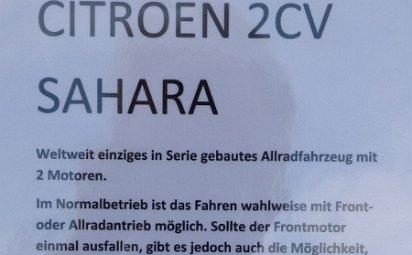 CITROEN 2CV
SAHARA
Weltweit einziges in Serie gebautes Allradfahrzeug mit
2 Motoren.
Im Normalbetrieb ist das Fahren wahlweise mit Front-
oder Allradantrieb möglich. Sollte der Frontmotor
einmal ausfallen, gibt es jedoch auch die Möglichkeit,